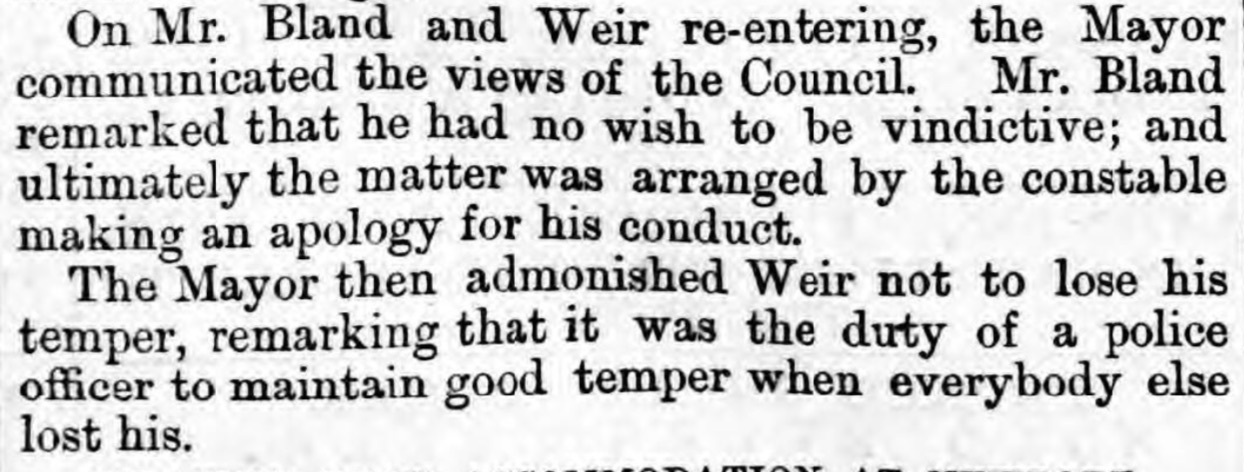 On Mr. Bland and Weir re-entering, the Mayor
communicated the views of the Council. Mr. Bland
remarked that he had no wish to be vindictive; and
ultimately the matter was arranged by the constable
making an apology for his conduct.
The Mayor then admonished Weir not to lose his
temper, remarking that it was the duty of a police
officer to maintain good temper when everybody else
lost his.